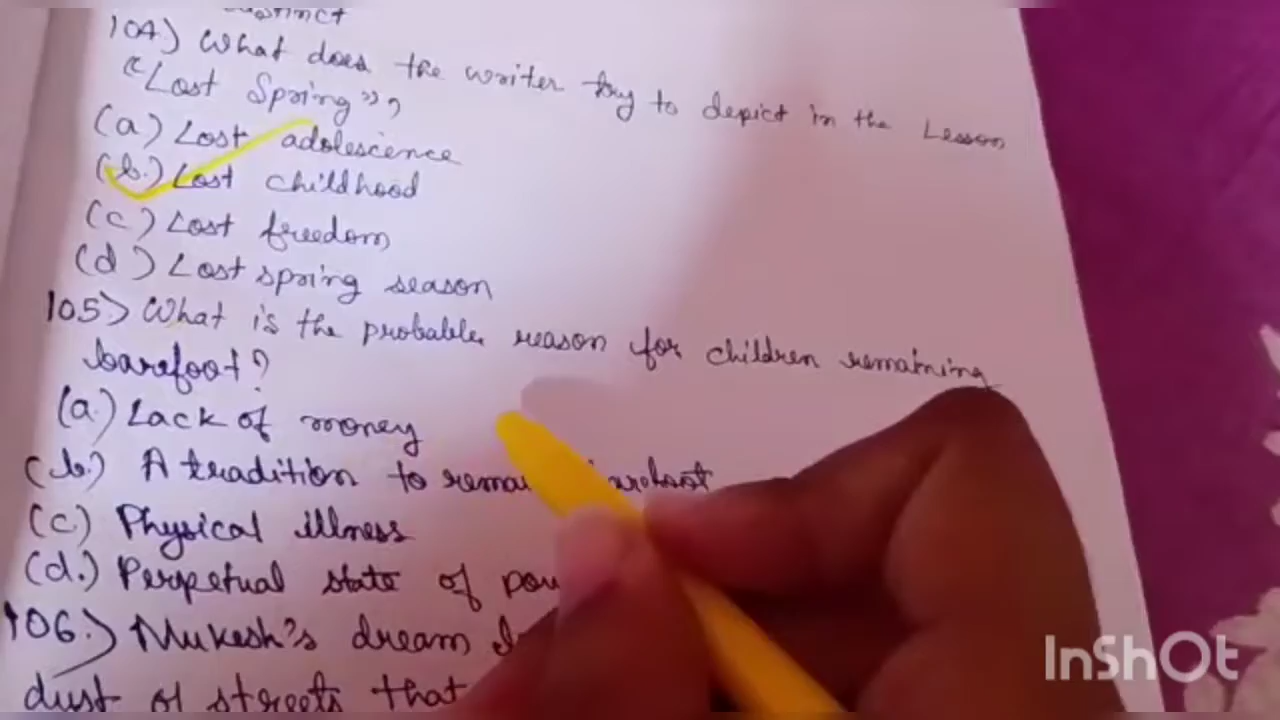 104.) What does the writer try to depict in the Lesson
"Lost Spring"?
(a) Lost adolescence
(b.) Lost childhood
(c) Lost freedom
(d) Lost spring season
105) What is the probable reason for children remaining
barefoot?
(a.) Lack of money
(b.) A tradition to
(c) Physical illness
(d.) Perpetual state of
106.) Mukesh's dream
dust of streets that
InShOt